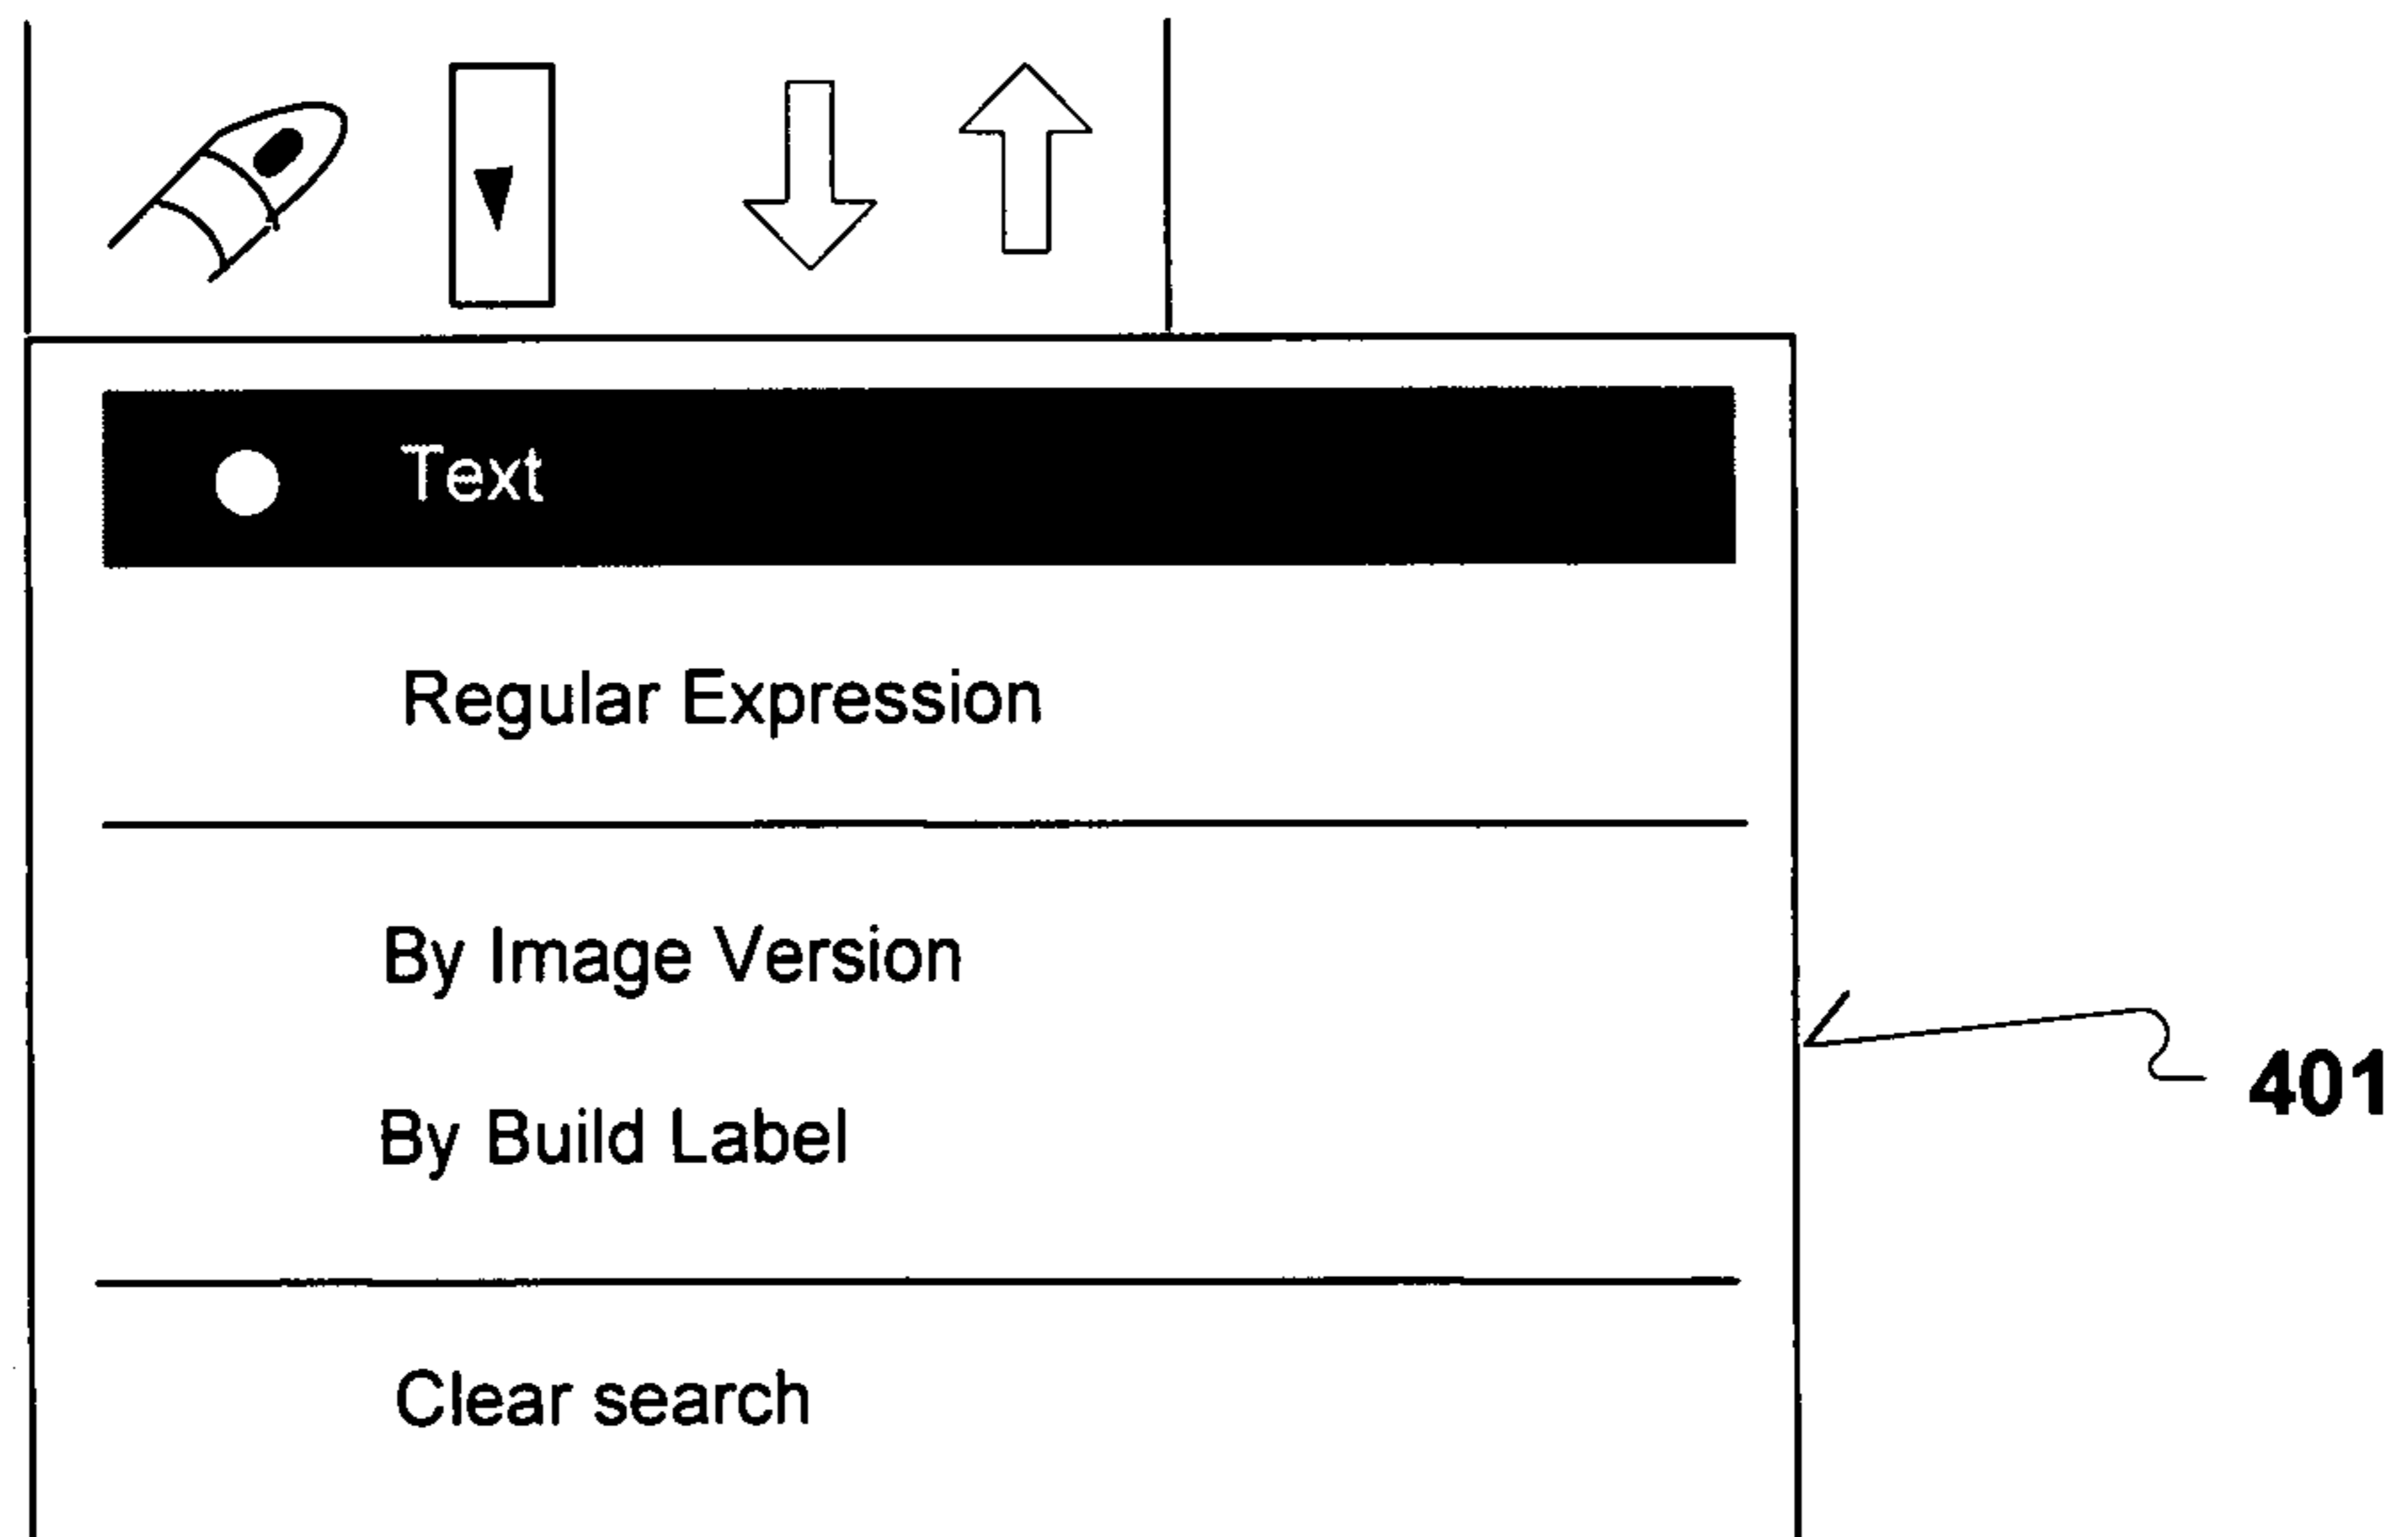 Text
Regular Expression
By Image Version
By Build Label
401
Clear search